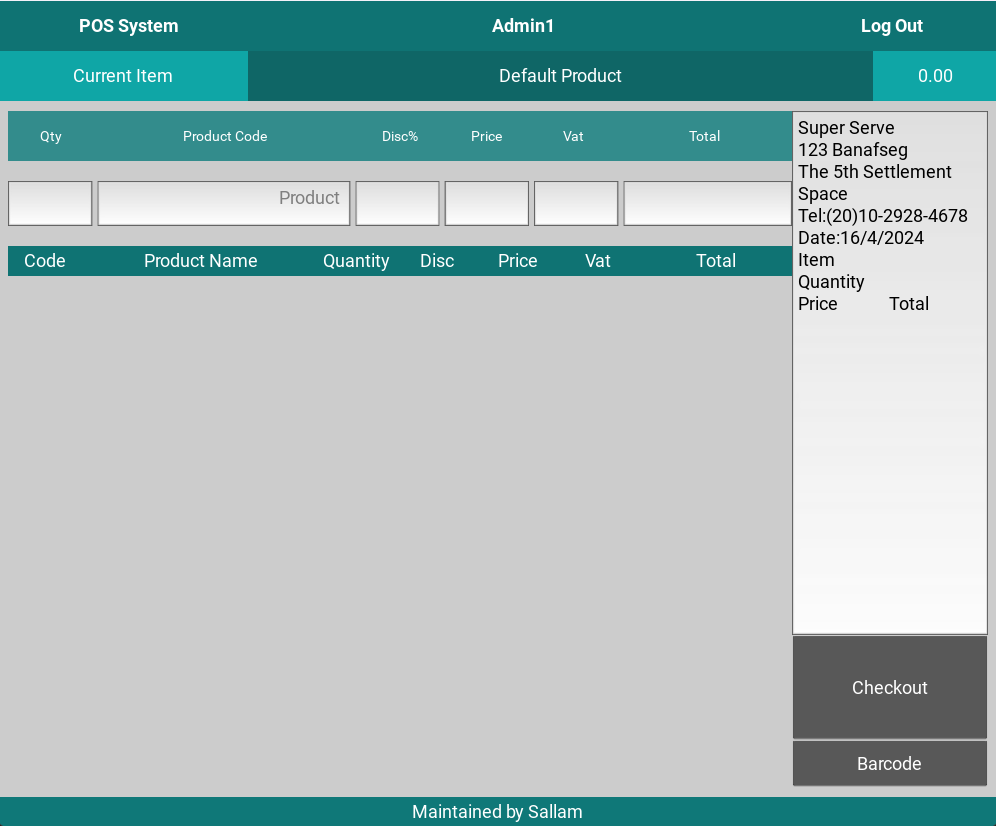 POS System Admin1 Log Out
Current Item Default Product 0.00
Qty Product Code Disc% Price Vat Total
Product
Code Product Name Quantity Disc Price Vat Total
Super Serve
123 Banafseg
The 5th Settlement
Space
Tel:(20)10-2928-4678
Date:16/4/2024
Item
Quantity
Price Total
Checkout
Barcode
Maintained by Sallam